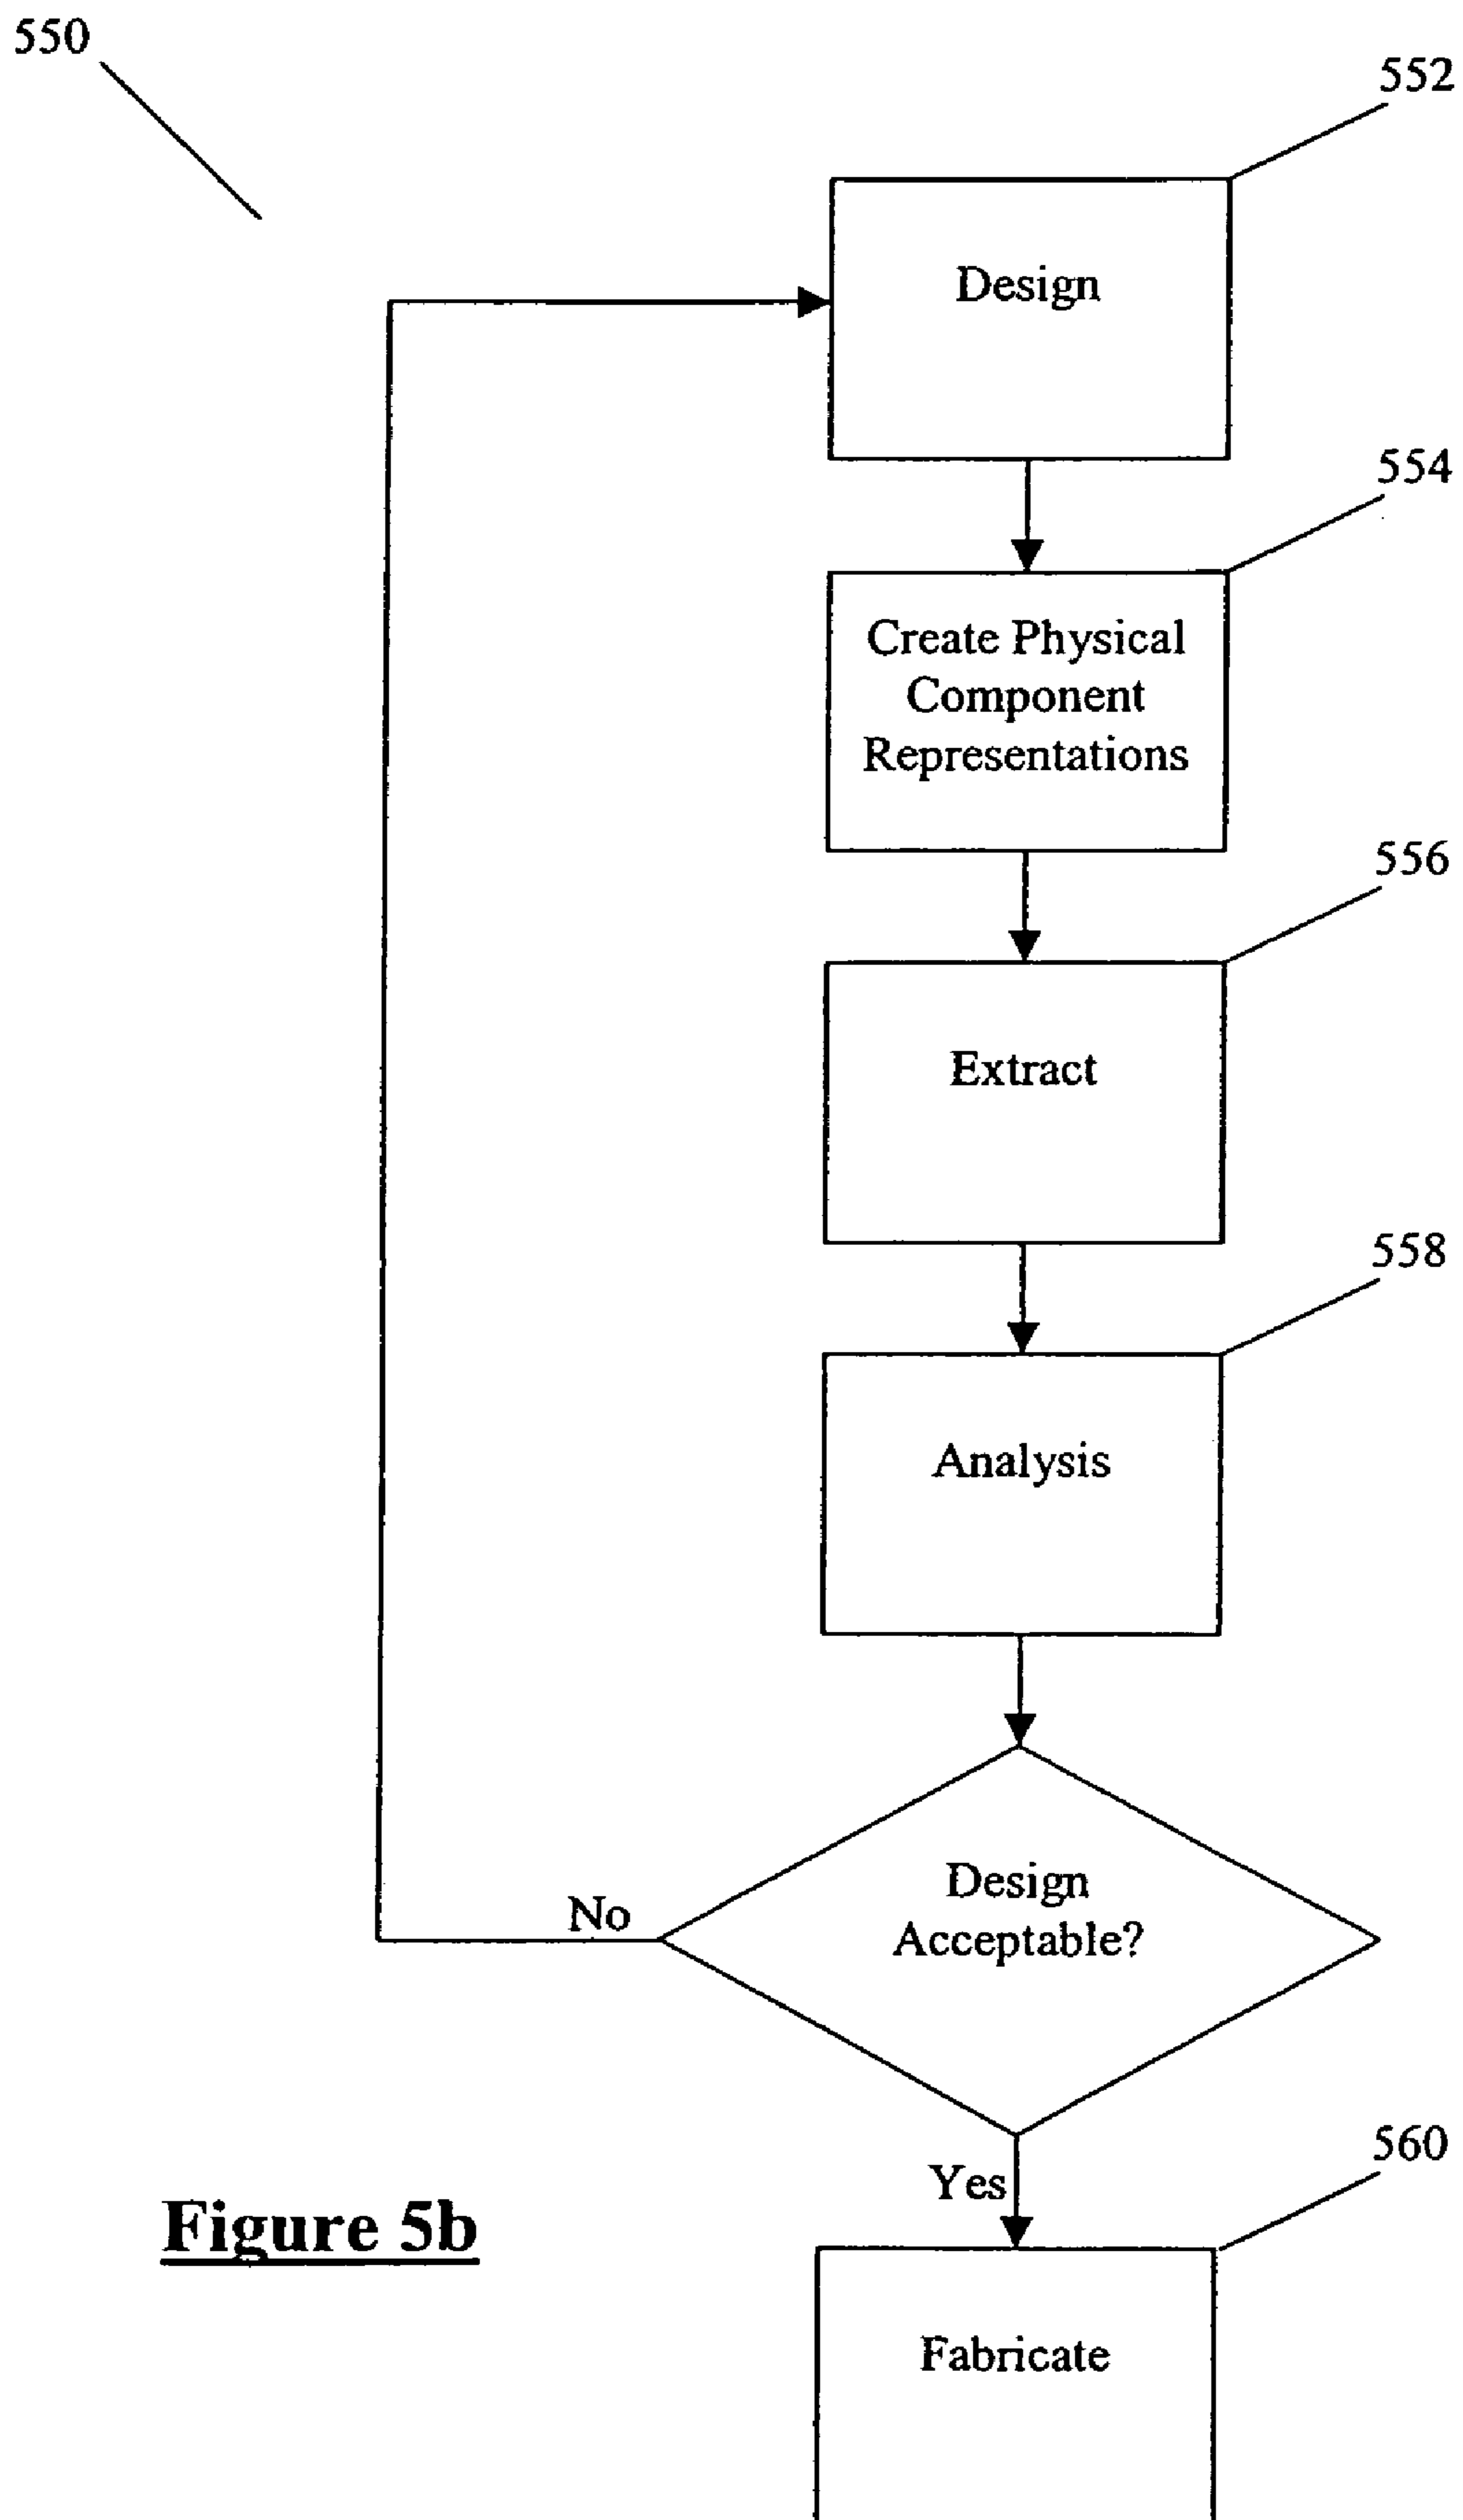 550
552
Design
554
Create Physical
Component
Representations
556
Extract
558
Analysis
Design
Acceptable?
No
Yes
560
Fabricate
Figure 5b